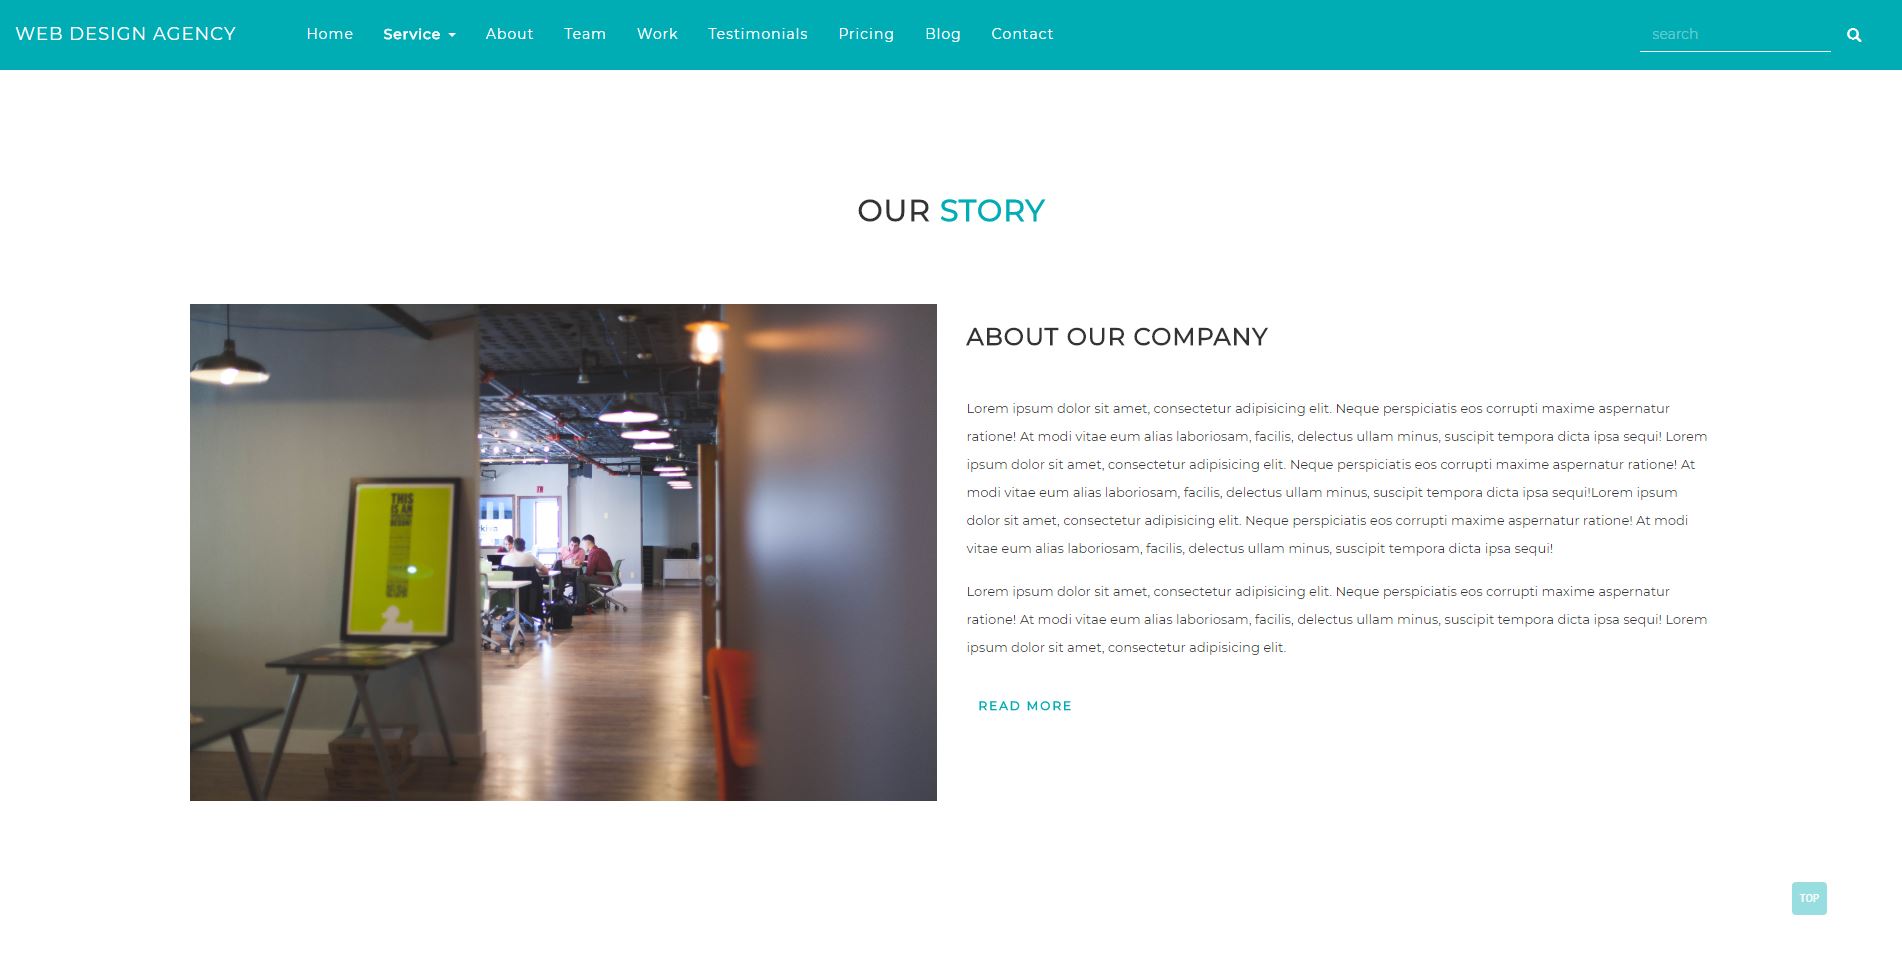 WEB DESIGN AGENCY Home Service About Team Work Testimonials Pricing Blog Contact search
OUR STORY
THIS
IS AN
ABOUT OUR COMPANY
Lorem ipsum dolor sit amet, consectetur adipisicing elit. Neque perspiciatis eos corrupti maxime aspernatur
ratione! At modi vitae eum alias laboriosam, facilis, delectus ullam minus, suscipit tempora dicta ipsa sequi! Lorem
ipsum dolor sit amet, consectetur adipisicing elit. Neque perspiciatis eos corrupti maxime aspernatur ratione! At
modi vitae eum alias laboriosam, facilis, delectus ullam minus, suscipit tempora dicta ipsa sequi!Lorem ipsum
dolor sit amet, consectetur adipisicing elit. Neque perspiciatis eos corrupti maxime aspernatur ratione! At modi
vitae eum alias laboriosam, facilis, delectus ullam minus, suscipit tempora dicta ipsa sequi!
Lorem ipsum dolor sit amet, consectetur adipisicing elit. Neque perspiciatis eos corrupti maxime aspernatur
ratione! At modi vitae eum alias laboriosam, facilis, delectus ullam minus, suscipit tempora dicta ipsa sequi! Lorem
ipsum dolor sit amet, consectetur adipisicing elit.
READ MORE
TOP